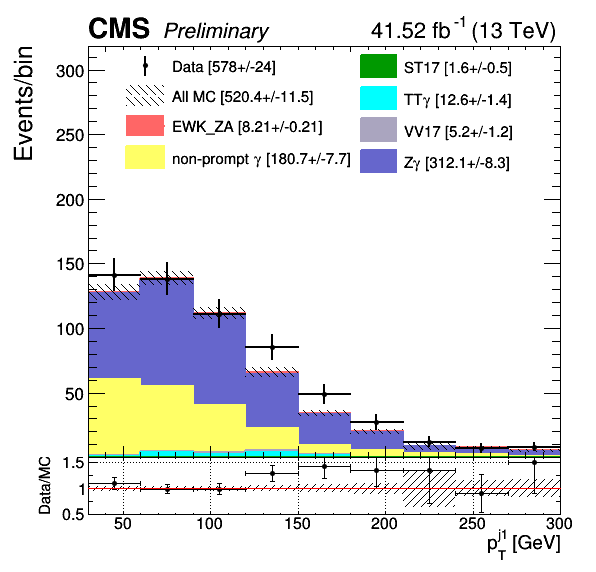 CMS Preliminary 41.52 fb⁻¹ (13 TeV)
Events/bin
Data [578+/-24]
All MC [520.4+/-11.5]
EWK_ZA [8.21+/-0.21]
non-prompt γ [180.7+/-7.7]
ST17 [1.6+/-0.5]
TTγ [12.6+/-1.4]
VV17 [5.2+/-1.2]
Zγ [312.1+/-8.3]
300
250
200
150
100
50
Data/MC
1.5
1
0.5
50 100 150 200 250 300
p_T^j1 [GeV]